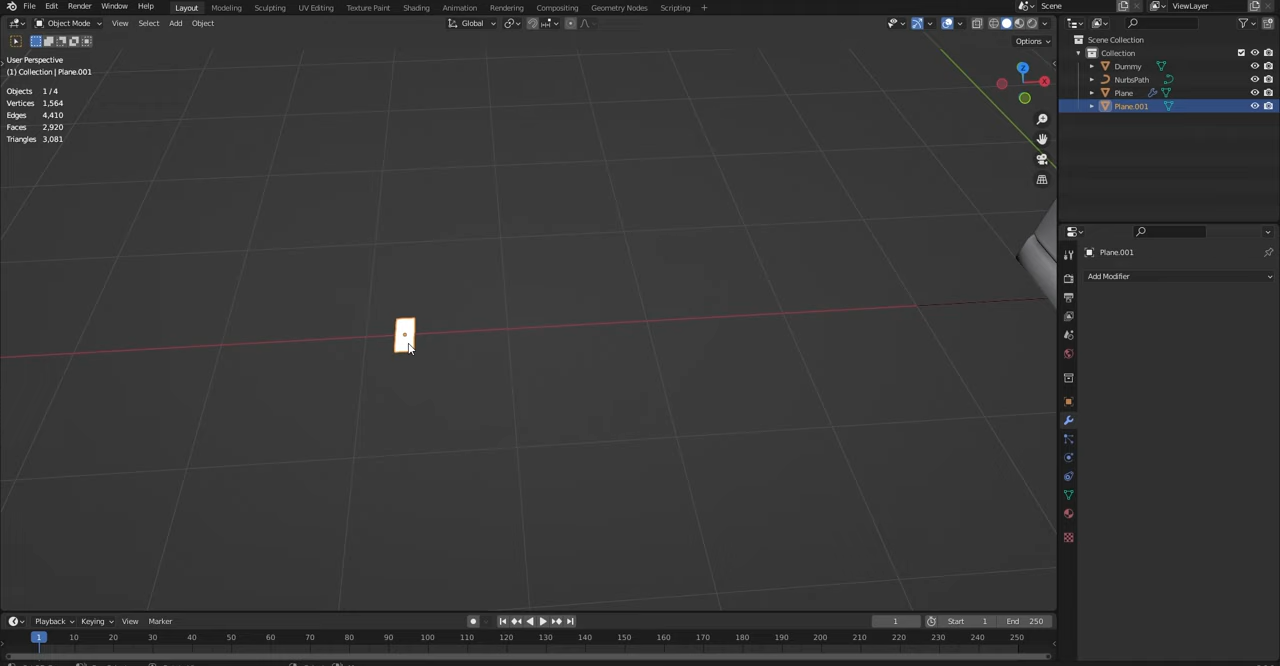 File Edit Render Window Help Layout Modeling Sculpting UV Editing Texture Paint Shading Animation Rendering Compositing Geometry Nodes Scripting + Scene ViewLayer
Object Mode View Select Add Object Global
Options
User Perspective
(1) Collection | Plane.001
Objects 1 / 4
Vertices 1,564
Edges 4,410
Faces 2,920
Triangles 3,081
Z
X
Scene Collection
Collection
Dummy
NurbsPath
Plane
Plane.001
Plane.001
Add Modifier
Playback Keying View Marker 1 Start 1 End 250
1 10 20 30 40 50 60 70 80 90 100 110 120 130 140 150 160 170 180 190 200 210 220 230 240 250